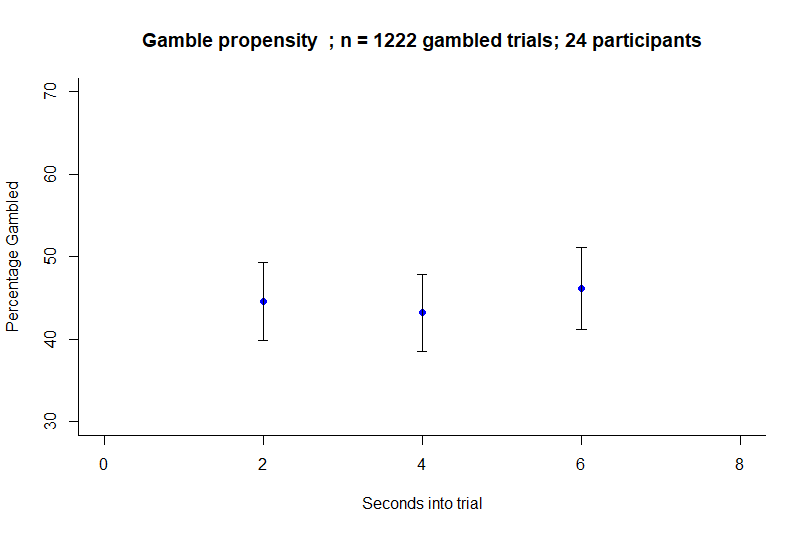 Gamble propensity  ; n = 1222 gambled trials; 24 participants
70
60
50
40
30
Percentage Gambled
0 2 4 6 8
Seconds into trial